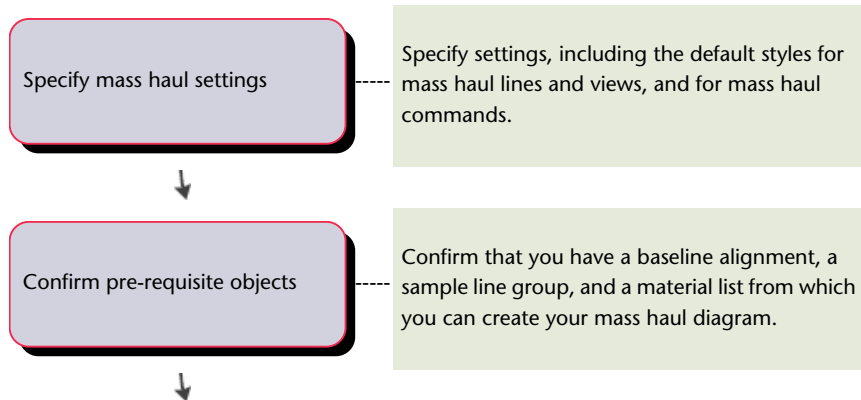 Specify mass haul settings
Specify settings, including the default styles for
mass haul lines and views, and for mass haul
commands.
Confirm pre-requisite objects
Confirm that you have a baseline alignment, a
sample line group, and a material list from which
you can create your mass haul diagram.